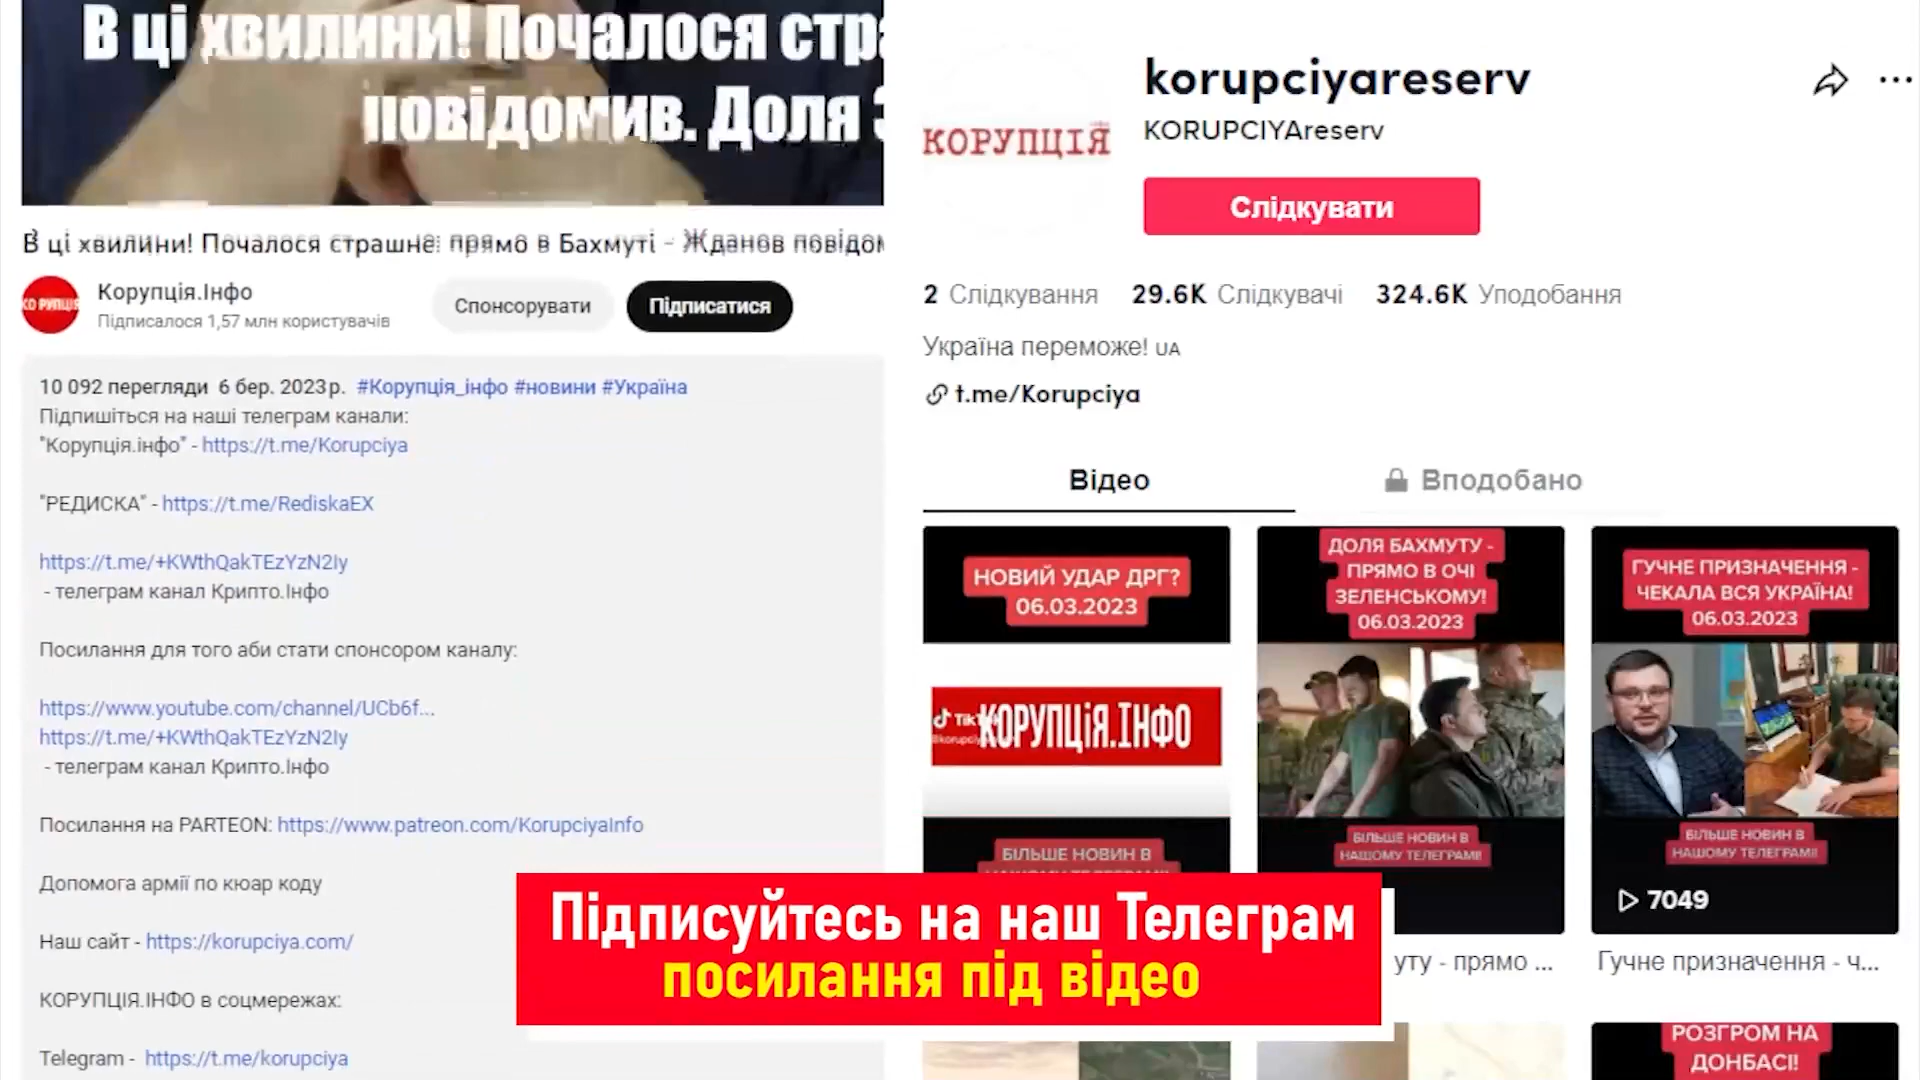 В ці хвилини! Почалося
повідомив. Доля
В ці хвилини! Почалося страшне: прямо в Бахмуті - Жданов
Корупція.Інфо
Підписалося 1,57 млн користувачів
Спонсорувати
Підписатися
10 092 перегляди 6 бер. 2023 р. #Корупція_інфо #новини #Україна
Підпишіться на наші телеграм канали:
"Корупція.інфо" - https://t.me/Korupciya
"РЕДИСКА" - https://t.me/RediskaEX
https://t.me/+KWthQakTEzYzN2Iy
- телеграм канал Крипто.Інфо
Посилання для того аби стати спонсором каналу:
https://www.youtube.com/channel/UCb6f...
https://t.me/+KWthQakTEzYzN2Iy
- телеграм канал Крипто.Інфо
Посилання на PARTEON: https://www.patreon.com/KorupciyaInfo
Допомога армії по кюар коду
Наш сайт - https://korupciya.com/
КОРУПЦІЯ.ІНФО в соцмережах:
Telegram - https://t.me/korupciya
КОРУПЦІЯ
korupciyareserv
KORUPCIYAreserv
Слідкувати
2 Слідкування 29.6K Слідкувачі 324.6K Уподобання
Україна переможе! UA
t.me/Korupciya
Відео
Вподобано
НОВИЙ УДАР ДРГ?
06.03.2023
КОРУПЦіЯ.ІНФО
БІЛЬШЕ НОВИН В
ДОЛЯ БАХМУТУ -
ПРЯМО В ОЧІ
ЗЕЛЕНСЬКОМУ!
06.03.2023
БІЛЬШЕ НОВИН В
НАШОМУ ТЕЛЕГРАМІ!
уту - прямо ...
ГУЧНЕ ПРИЗНАЧЕННЯ -
ЧЕКАЛА ВСЯ УКРАЇНА!
06.03.2023
БІЛЬШЕ НОВИН В
НАШОМУ ТЕЛЕГРАМІ!
7049
Гучне призначення - ч...
РОЗГРОМ НА
ДОНБАСІ!
Підписуйтесь на наш Телеграм
посилання під відео